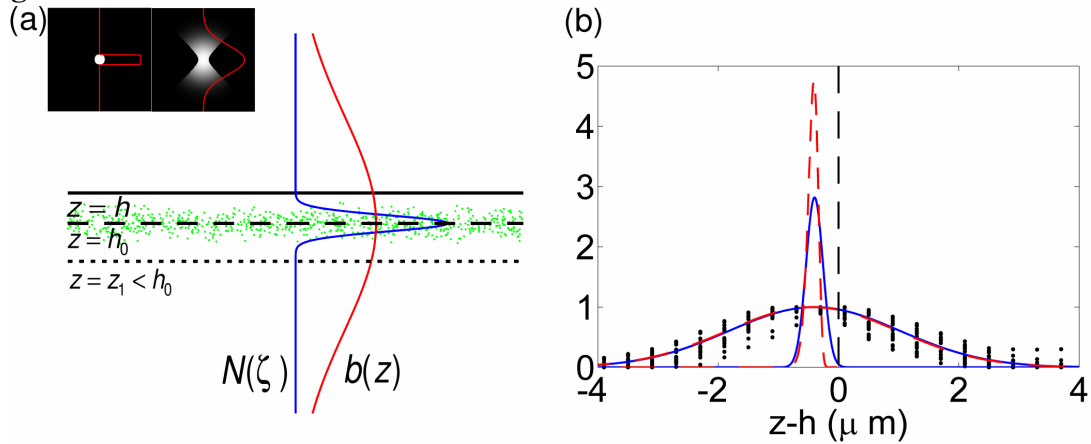 (a)
z = h
z = h₀
z = z₁ < h₀
N(ζ)
b(z)
(b)
5
4
3
2
1
0
-4
-2
0
2
4
z-h (μ m)